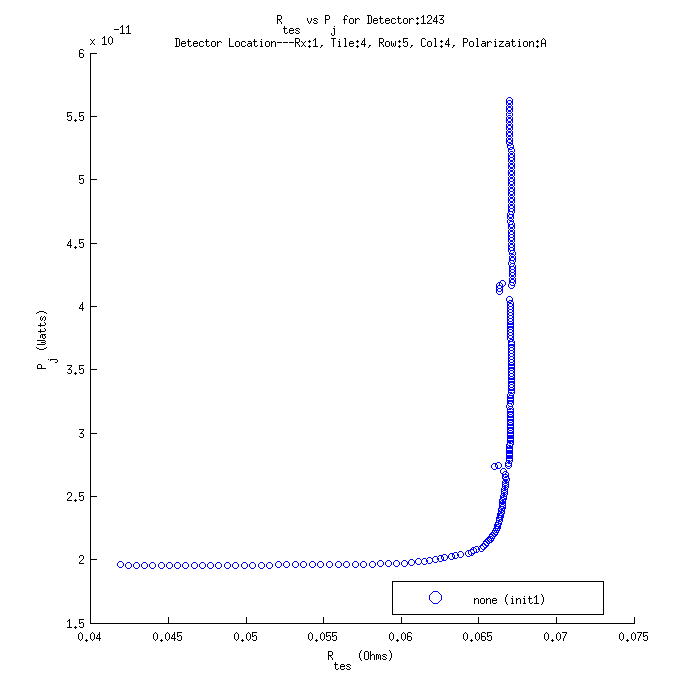 R_tes vs P_j for Detector:1243
Detector Location---Rx:1, Tile:4, Row:5, Col:4, Polarization:A
x 10^-11
6
5.5
5
4.5
4
3.5
3
2.5
2
1.5
P_j (Watts)
0.04 0.045 0.05 0.055 0.06 0.065 0.07 0.075
R_tes (Ohms)
none (init1)